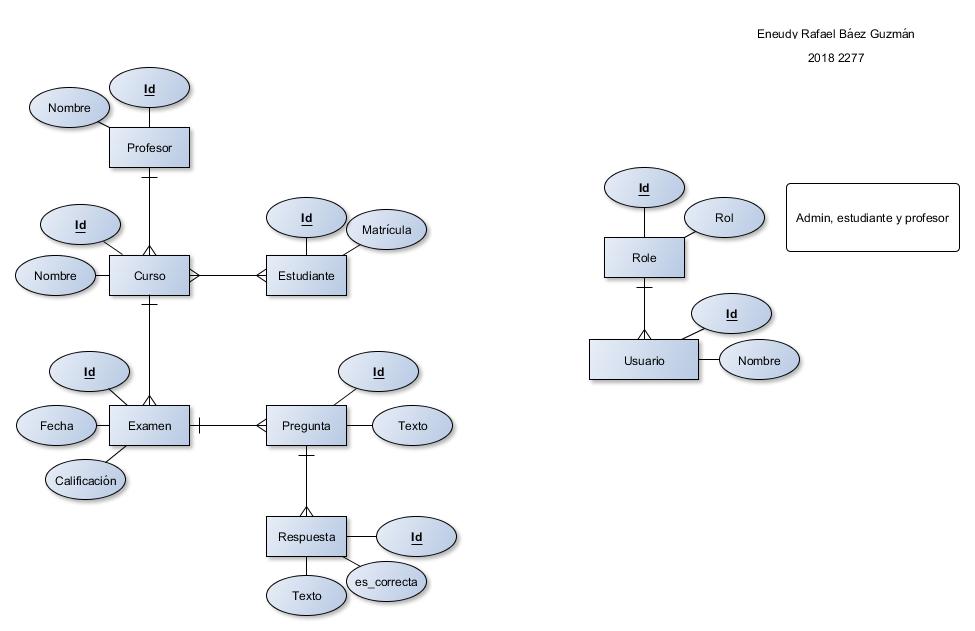 Eneudy Rafael Báez Guzmán
2018 2277
Id
Nombre
Profesor
Id
Nombre
Curso
Id
Matrícula
Estudiante
Id
Fecha
Examen
Calificación
Id
Pregunta
Texto
Respuesta
Id
es_correcta
Texto
Id
Rol
Role
Id
Usuario
Nombre
Admin, estudiante y profesor